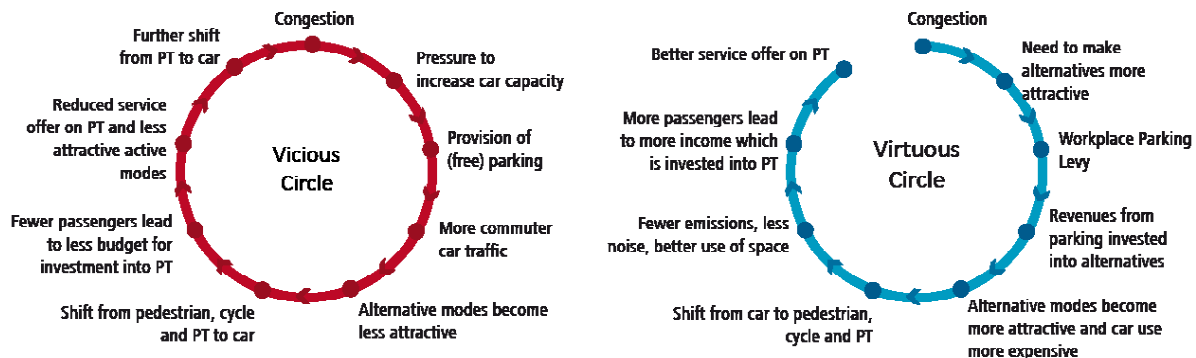 Congestion
Pressure to
increase car capacity
Provision of
(free) parking
More commuter
car traffic
Alternative modes become
less attractive
Shift from pedestrian, cycle
and PT to car
Fewer passengers lead
to less budget for
investment into PT
Reduced service
offer on PT and less
attractive active
modes
Further shift
from PT to car
Vicious
Circle
Congestion
Need to make
alternatives more
attractive
Workplace Parking
Levy
Revenues from
parking invested
into alternatives
Alternative modes become
more attractive and car use
more expensive
Shift from car to pedestrian,
cycle and PT
Fewer emissions, less
noise, better use of space
More passengers lead
to more income which
is invested into PT
Better service offer on PT
Virtuous
Circle